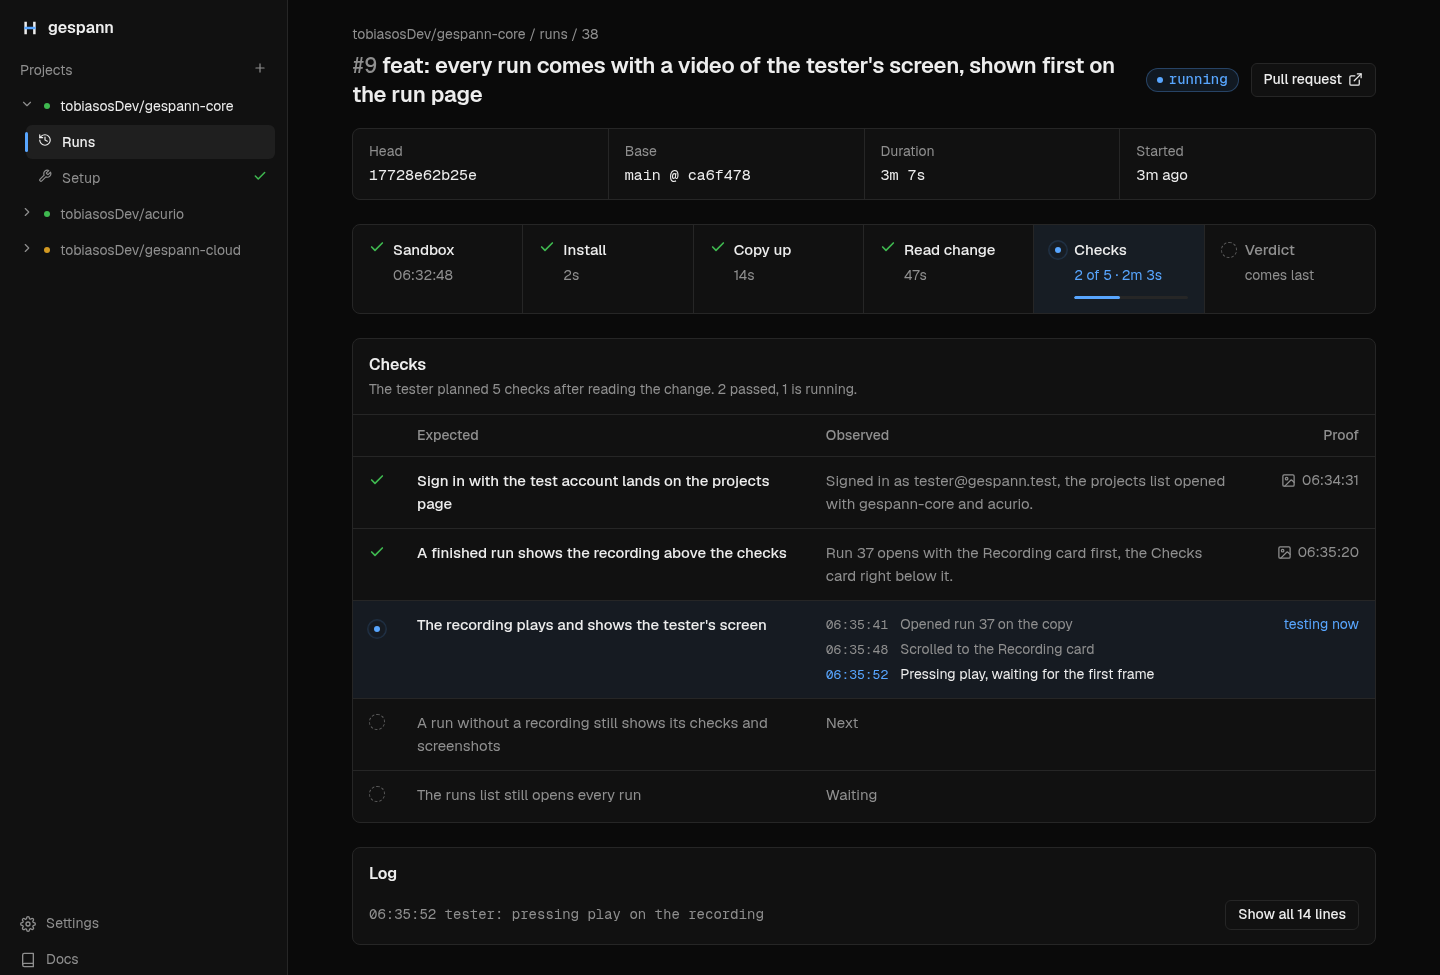 gespann
Projects
tobiasosDev/gespann-core
Runs
Setup
tobiasosDev/acurio
tobiasosDev/gespann-cloud
Settings
Docs
tobiasosDev/gespann-core / runs / 38
#9 feat: every run comes with a video of the tester's screen, shown first on
the run page
running
Pull request
Head
17728e62b25e
Base
main @ ca6f478
Duration
3m 7s
Started
3m ago
Sandbox
06:32:48
Install
2s
Copy up
14s
Read change
47s
Checks
2 of 5 · 2m 3s
Verdict
comes last
Checks
The tester planned 5 checks after reading the change. 2 passed, 1 is running.
Expected Observed Proof
Sign in with the test account lands on the projects
page
Signed in as tester@gespann.test, the projects list opened
with gespann-core and acurio.
06:34:31
A finished run shows the recording above the checks
Run 37 opens with the Recording card first, the Checks
card right below it.
06:35:20
The recording plays and shows the tester's screen
06:35:41 Opened run 37 on the copy
06:35:48 Scrolled to the Recording card
06:35:52 Pressing play, waiting for the first frame
testing now
A run without a recording still shows its checks and
screenshots
Next
The runs list still opens every run
Waiting
Log
06:35:52 tester: pressing play on the recording
Show all 14 lines